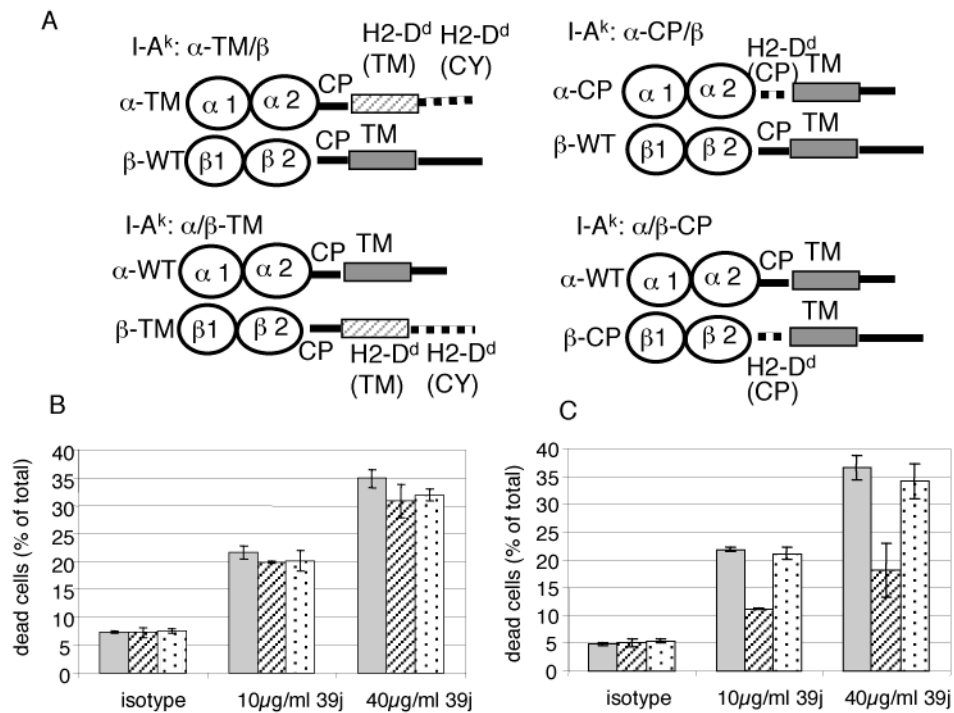 A
I-Aᵏ: α-TM/β
H2-Dᵈ (TM)
H2-Dᵈ (CY)
α-TM α 1 α 2 CP
β-WT β1 β 2 CP TM
I-Aᵏ: α-CP/β
H2-Dᵈ (CP)
TM
α-CP α 1 α 2
β-WT β1 β 2 CP TM
I-Aᵏ: α/β-TM
α-WT α 1 α 2 CP TM
β-TM β1 β 2 CP
H2-Dᵈ (TM)
H2-Dᵈ (CY)
I-Aᵏ: α/β-CP
α-WT α 1 α 2 CP TM
β-CP β1 β 2 TM
H2-Dᵈ (CP)
B
dead cells (% of total)
40
35
30
25
20
15
10
5
0
isotype 10µg/ml 39j 40µg/ml 39j
C
dead cells (% of total)
40
35
30
25
20
15
10
5
0
isotype 10µg/ml 39j 40µg/ml 39j